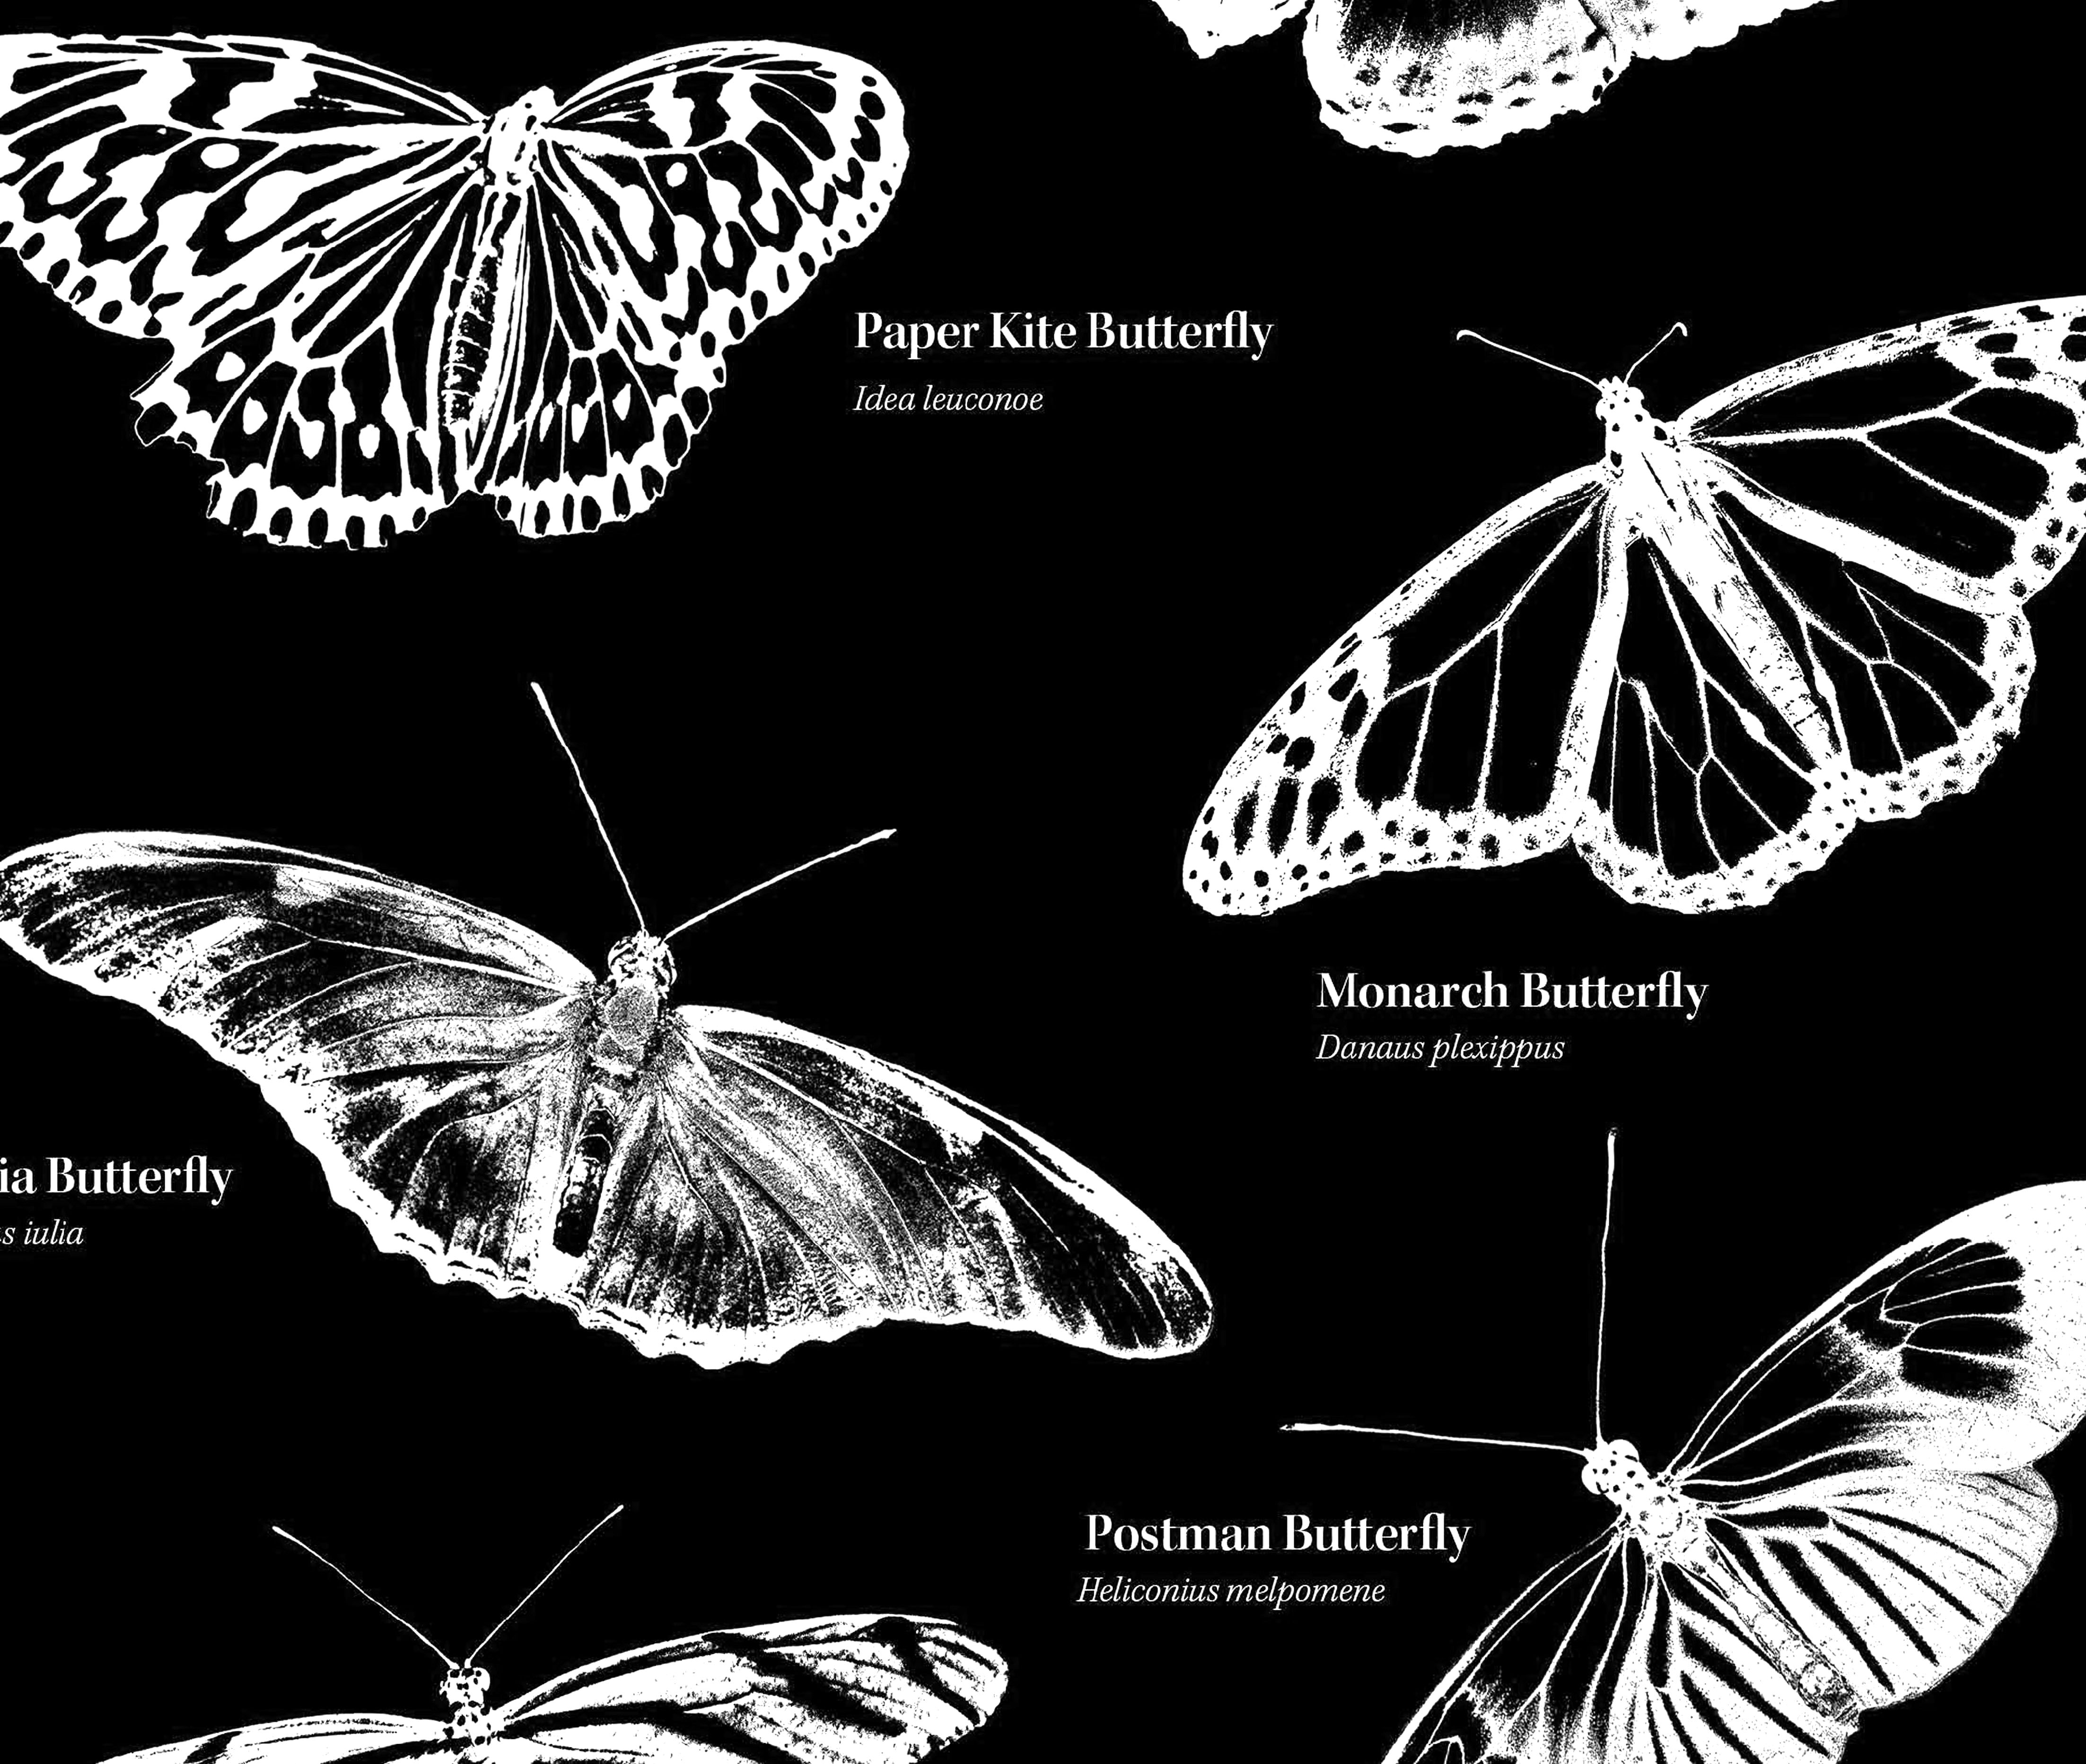 Paper Kite Butterfly
Idea leuconoe
Monarch Butterfly
Danaus plexippus
ia Butterfly
s iulia
Postman Butterfly
Heliconius melpomene